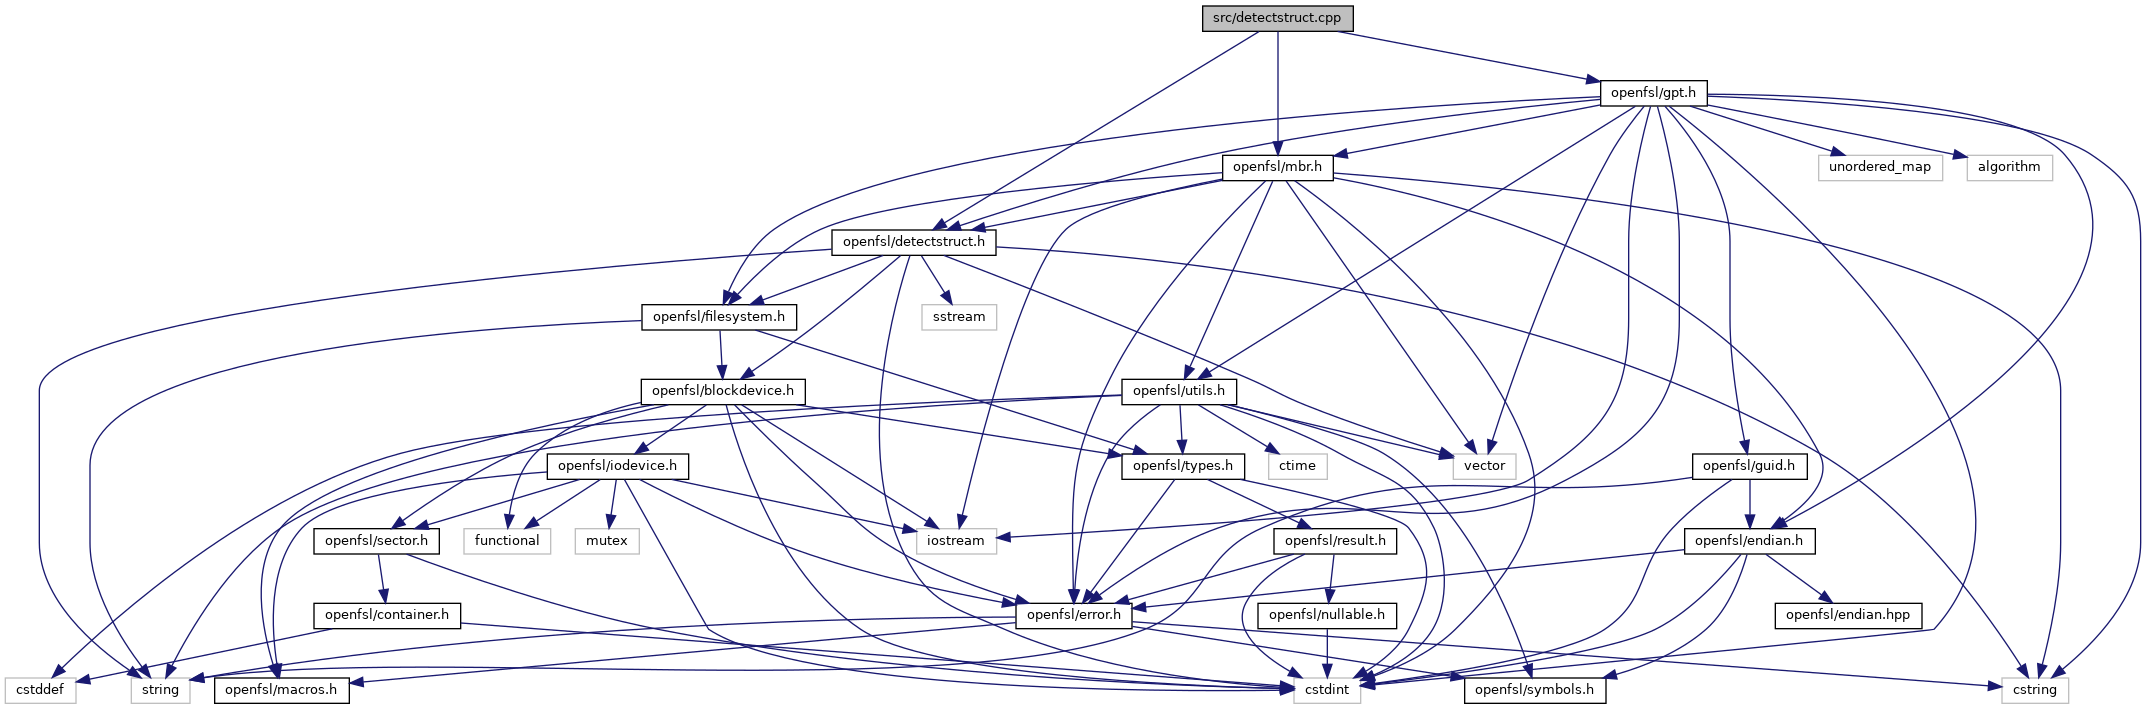 src/detectstruct.cpp
openfsl/gpt.h
openfsl/mbr.h
unordered_map
algorithm
openfsl/detectstruct.h
openfsl/filesystem.h
sstream
openfsl/blockdevice.h
openfsl/utils.h
openfsl/iodevice.h
openfsl/types.h
ctime
vector
openfsl/guid.h
openfsl/sector.h
functional
mutex
iostream
openfsl/result.h
openfsl/endian.h
openfsl/container.h
openfsl/error.h
openfsl/nullable.h
openfsl/endian.hpp
cstddef
string
openfsl/macros.h
cstdint
openfsl/symbols.h
cstring